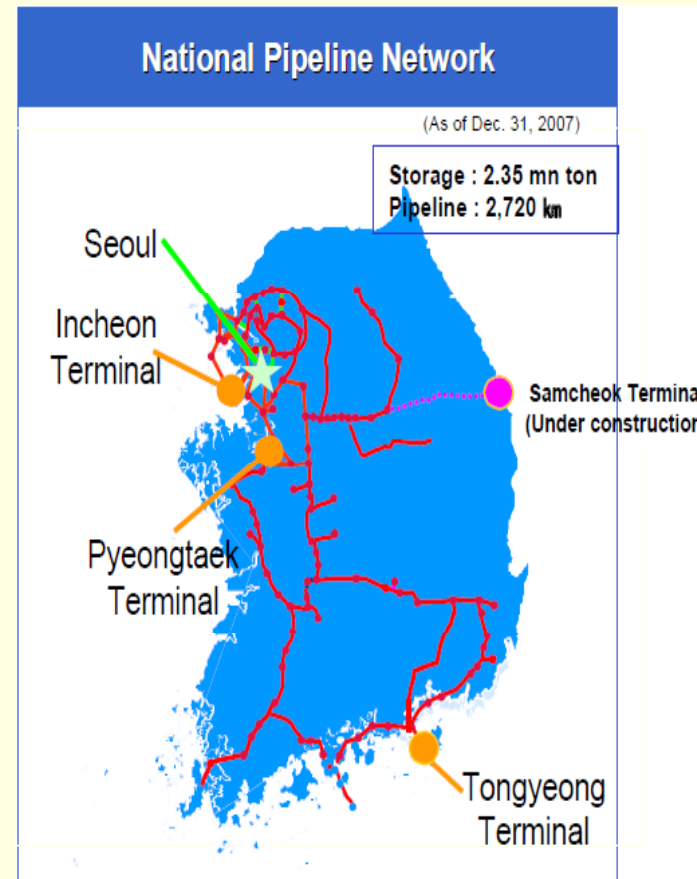 National Pipeline Network
(As of Dec. 31, 2007)
Storage : 2.35 mn ton
Pipeline : 2,720 ㎞
Seoul
Incheon
Terminal
Samcheok Termina
(Under construction
Pyeongtaek
Terminal
Tongyeong
Terminal